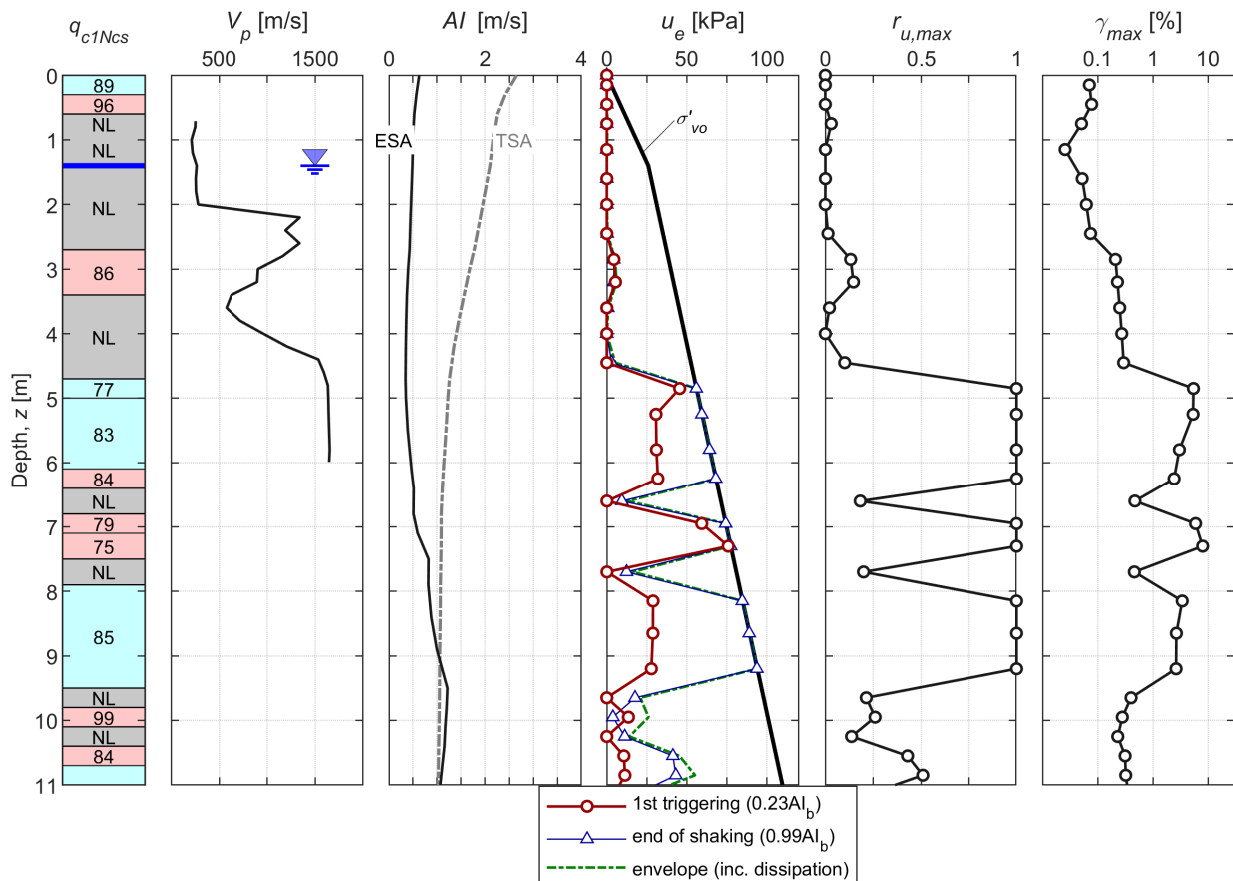 q_c1Ncs
V_p [m/s]
AI [m/s]
u_e [kPa]
r_u,max
γ_max [%]
500 1500
0 2 4
0 50 100
0 0.5 1
0.1 1 10
Depth, z [m]
0
1
2
3
4
5
6
7
8
9
10
11
89
96
NL
NL
NL
86
NL
77
83
84
NL
79
75
NL
85
NL
99
NL
84
ESA
TSA
σ'_vo
1st triggering (0.23AI_b)
end of shaking (0.99AI_b)
envelope (inc. dissipation)